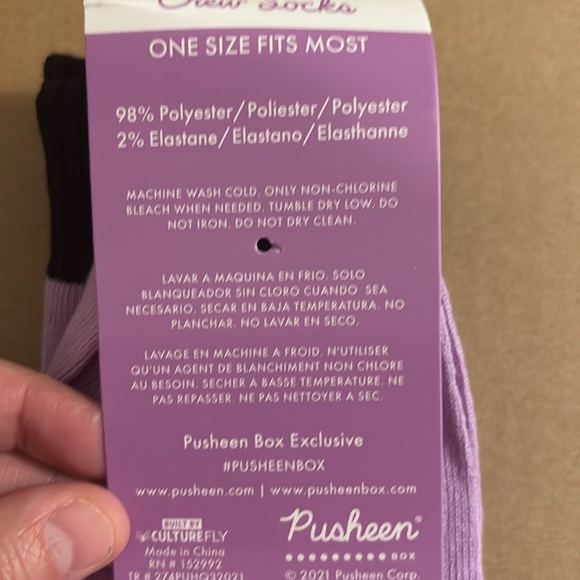 Crew Socks
ONE SIZE FITS MOST
98% Polyester/Poliester/Polyester
2% Elastane/Elastano/Elasthanne
MACHINE WASH COLD. ONLY NON-CHLORINE
BLEACH WHEN NEEDED. TUMBLE DRY LOW. DO
NOT IRON. DO NOT DRY CLEAN.
LAVAR A MAQUINA EN FRIO. SOLO
BLANQUEADOR SIN CLORO CUANDO SEA
NECESARIO. SECAR EN BAJA TEMPERATURA. NO
PLANCHAR. NO LAVAR EN SECO.
LAVAGE EN MACHINE A FROID. N'UTILISER
QU'UN AGENT DE BLANCHIMENT NON CHLORE
AU BESOIN. SECHER A BASSE TEMPERATURE. NE
PAS REPASSER. NE PAS NETTOYER A SEC.
Pusheen Box Exclusive
#PUSHEENBOX
www.pusheen.com | www.pusheenbox.com
BUILT BY
CULTUREFLY
Made in China
RN # 152992
TR # 274PUHQ32021
Pusheen®
BOX
© 2021 Pusheen Corp.